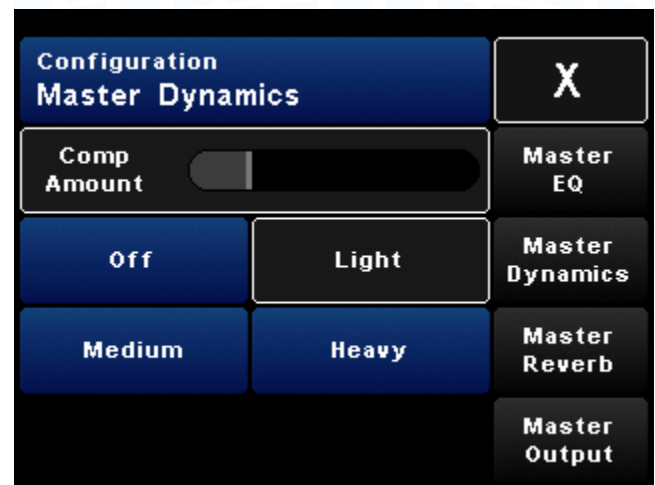 Configuration
Master Dynamics
X
Comp
Amount
Master
EQ
Off
Light
Master
Dynamics
Medium
Heavy
Master
Reverb
Master
Output